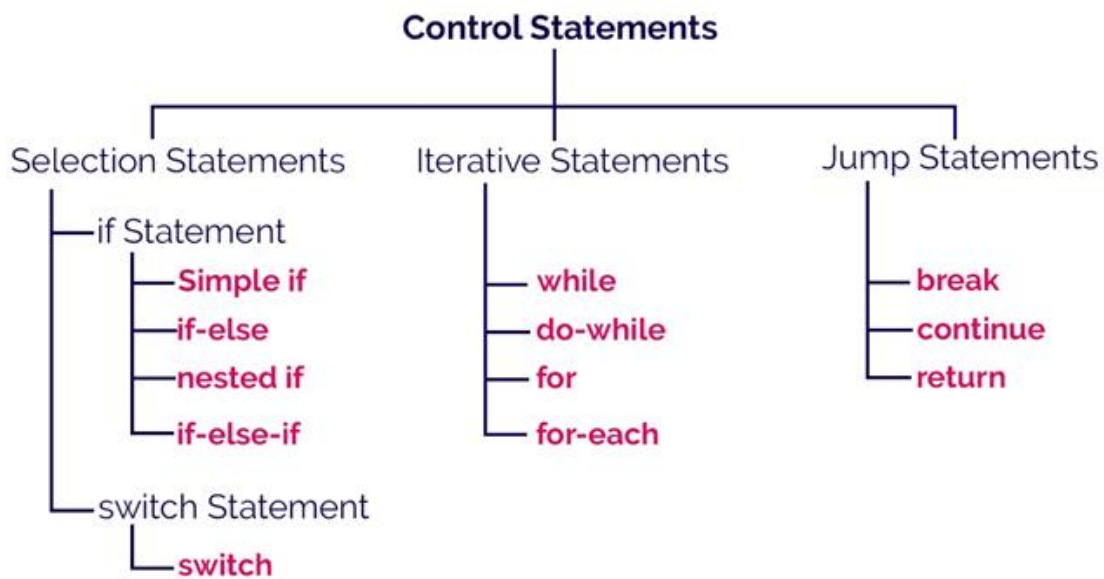 Control Statements
Selection Statements
if Statement
Simple if
if-else
nested if
if-else-if
switch Statement
switch
Iterative Statements
while
do-while
for
for-each
Jump Statements
break
continue
return